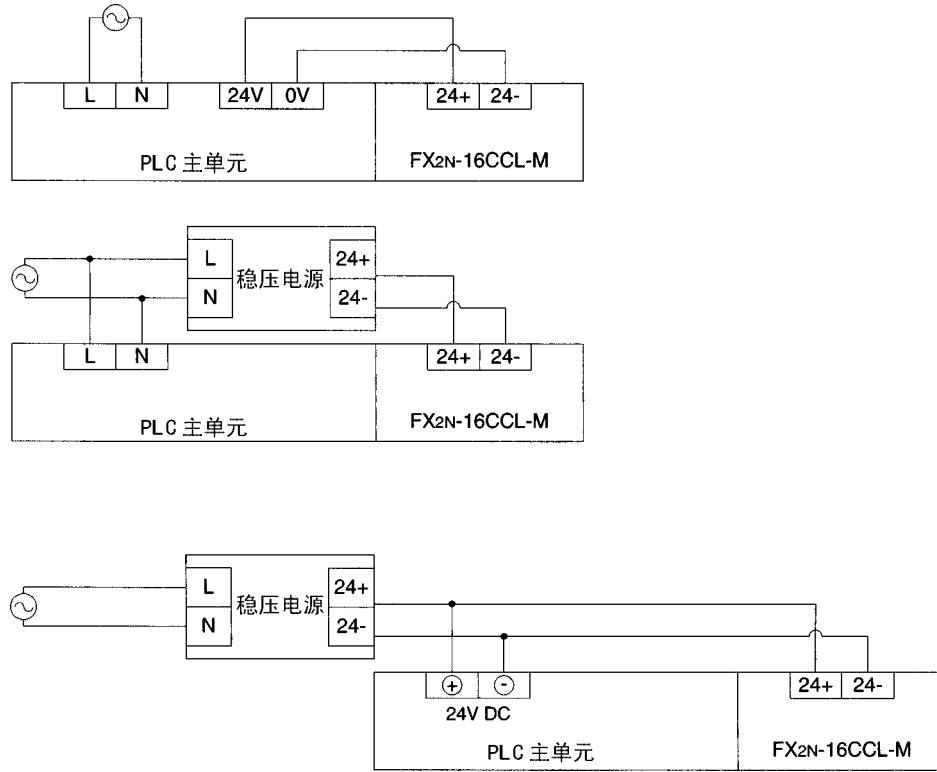 L N 24V 0V 24+ 24-
PLC 主单元 FX2N-16CCL-M
L 24+
稳压电源
N 24-
L N 24+ 24-
PLC 主单元 FX2N-16CCL-M
L 24+
稳压电源
N 24-
+ - 24+ 24-
24V DC
PLC 主单元 FX2N-16CCL-M